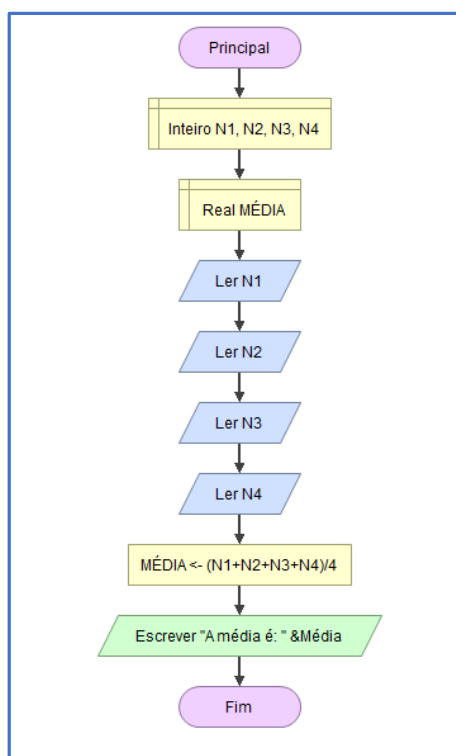 Principal
Inteiro N1, N2, N3, N4
Real MÉDIA
Ler N1
Ler N2
Ler N3
Ler N4
MÉDIA <- (N1+N2+N3+N4)/4
Escrever "A média é: " &Média
Fim